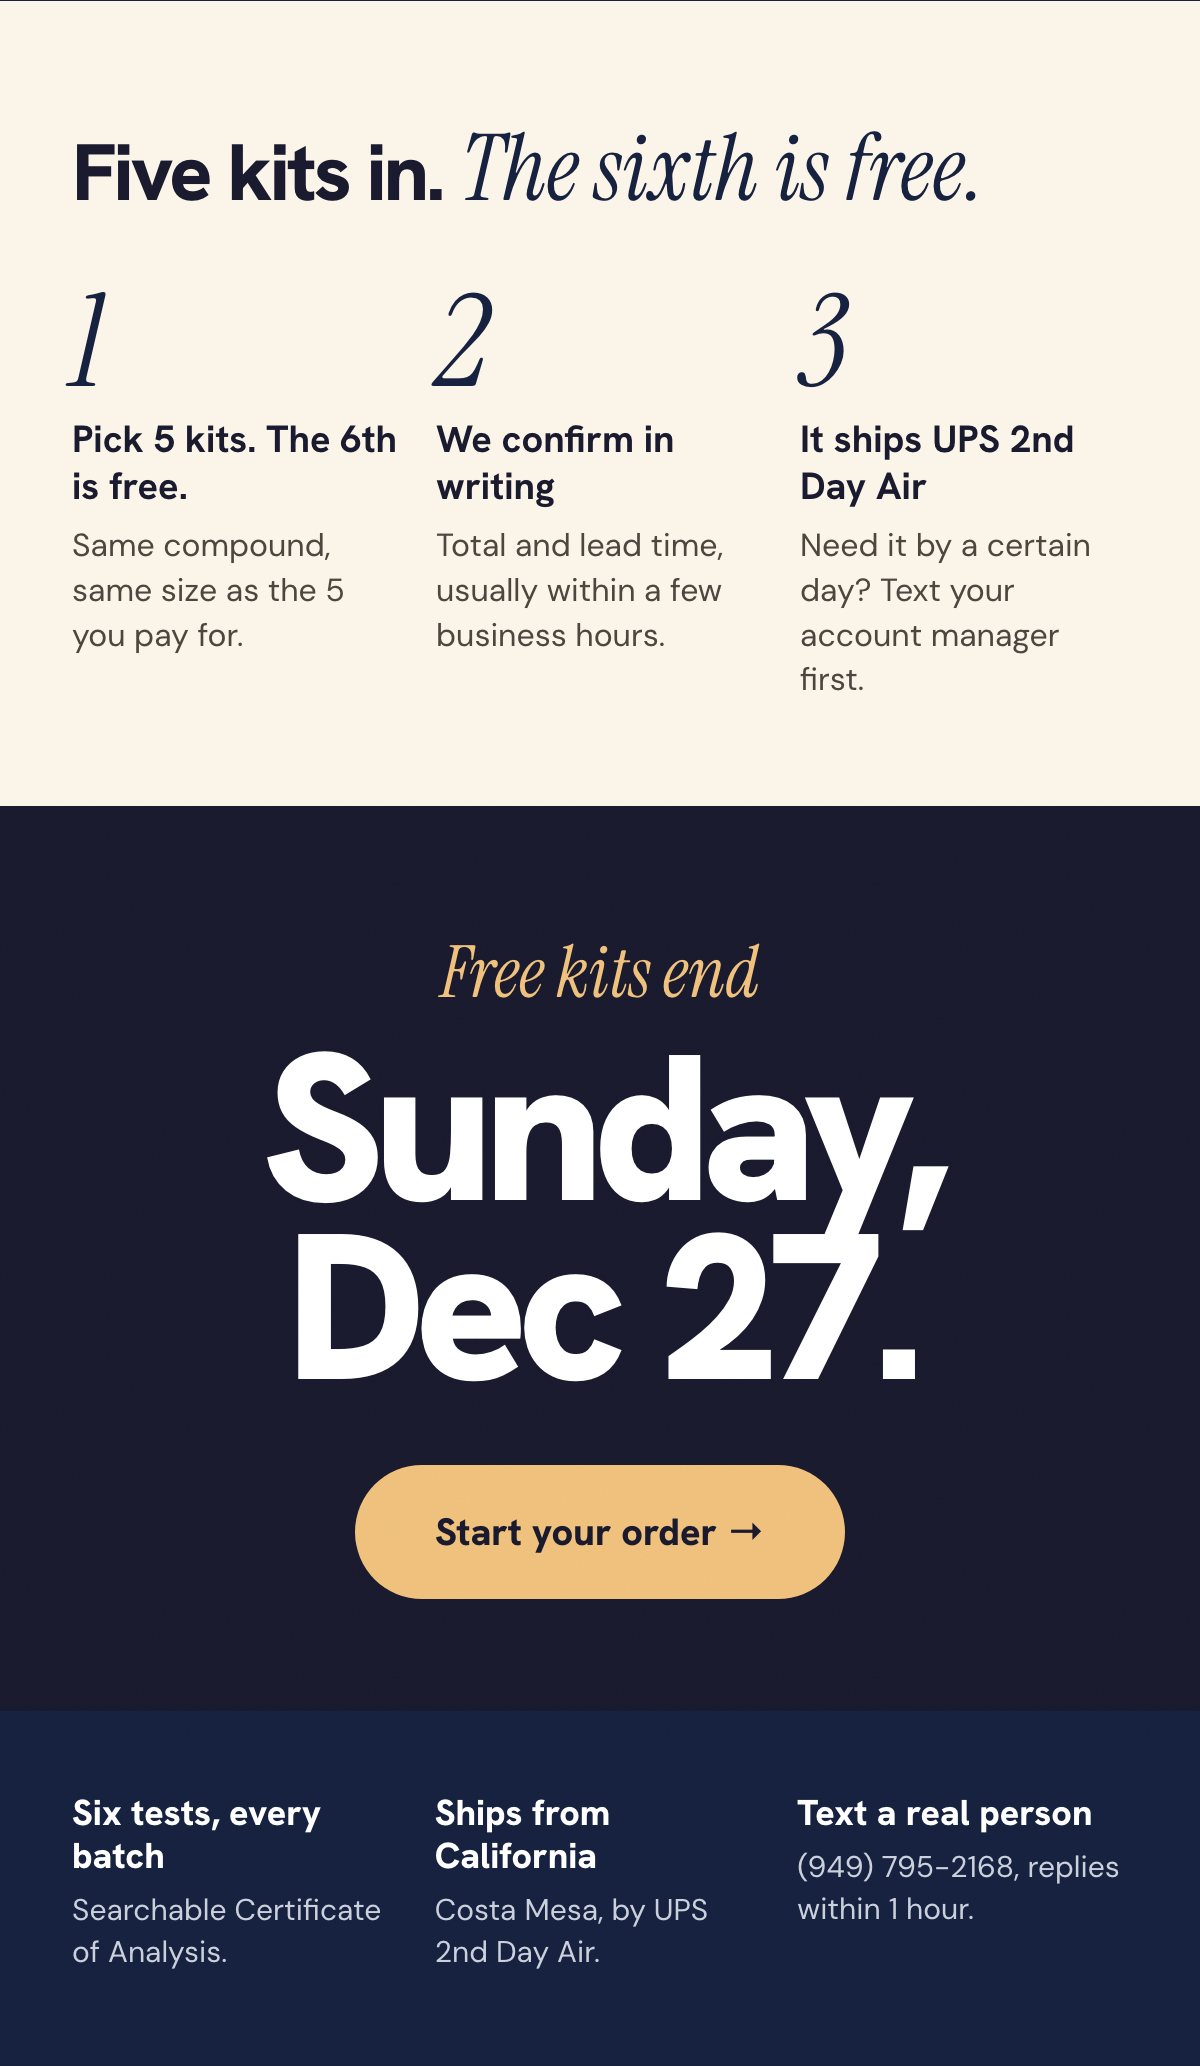 Five kits in. The sixth is free.
1
2
3
Pick 5 kits. The 6th
is free.
Same compound,
same size as the 5
you pay for.
We confirm in
writing
Total and lead time,
usually within a few
business hours.
It ships UPS 2nd
Day Air
Need it by a certain
day? Text your
account manager
first.
Free kits end
Sunday,
Dec 27.
Start your order →
Six tests, every
batch
Searchable Certificate
of Analysis.
Ships from
California
Costa Mesa, by UPS
2nd Day Air.
Text a real person
(949) 795-2168, replies
within 1 hour.